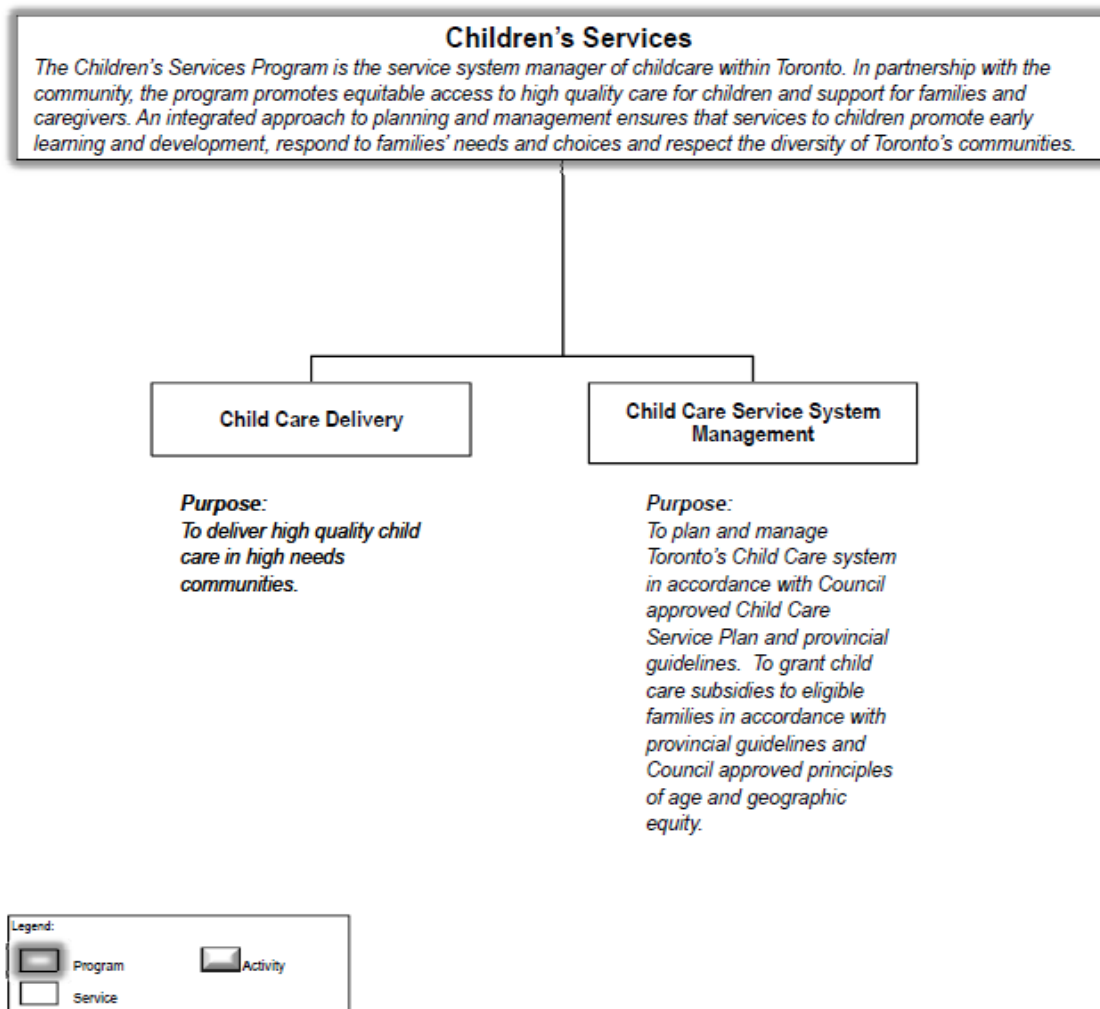 Children's Services
The Children's Services Program is the service system manager of childcare within Toronto. In partnership with the
community, the program promotes equitable access to high quality care for children and support for families and
caregivers. An integrated approach to planning and management ensures that services to children promote early
learning and development, respond to families' needs and choices and respect the diversity of Toronto's communities.
Child Care Delivery
Purpose:
To deliver high quality child
care in high needs
communities.
Child Care Service System
Management
Purpose:
To plan and manage
Toronto's Child Care system
in accordance with Council
approved Child Care
Service Plan and provincial
guidelines.  To grant child
care subsidies to eligible
families in accordance with
provincial guidelines and
Council approved principles
of age and geographic
equity.
Legend:
Program
Activity
Service